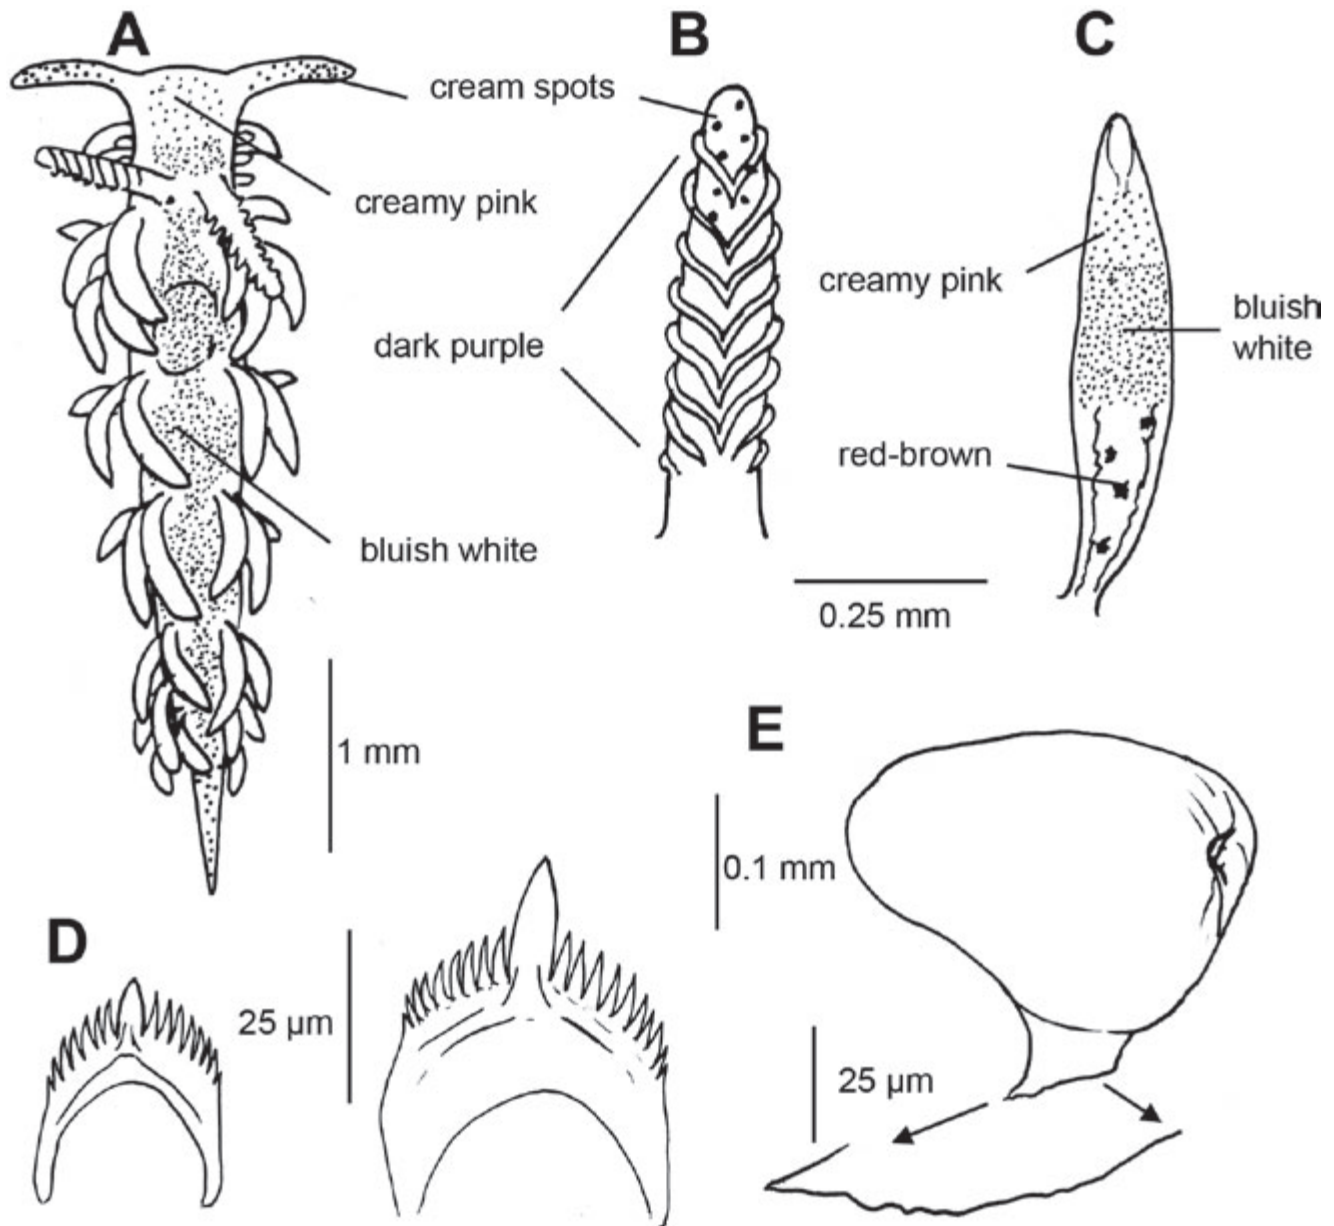 A
B
C
cream spots
creamy pink
creamy pink
bluish
white
dark purple
red-brown
bluish white
0.25 mm
1 mm
E
0.1 mm
D
25 µm
25 µm